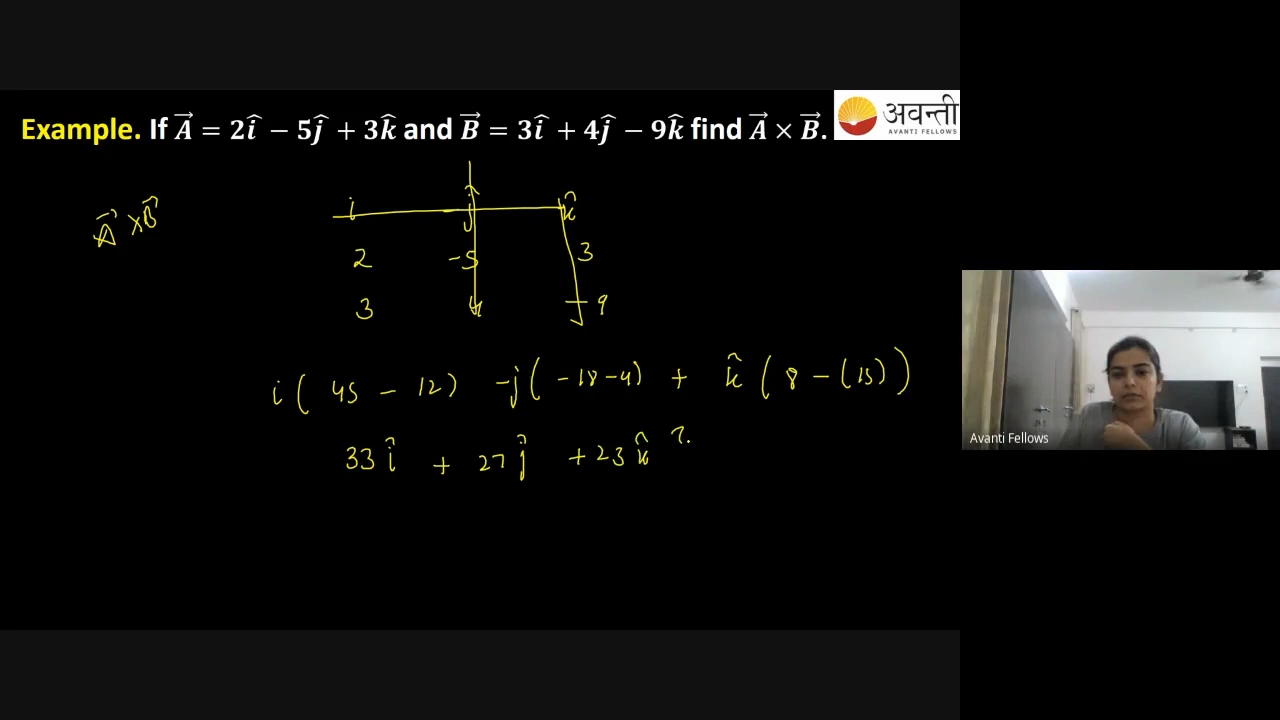 Example. If A⃗ = 2î − 5ĵ + 3k̂ and B⃗ = 3î + 4ĵ − 9k̂ find A⃗ × B⃗.
अवन्ती
AVANTI FELLOWS
A⃗ × B⃗
i ĵ k̂
2 -5 3
3 4 -9
i ( 45 - 12) -j ( -18 - 9) + k̂ ( 8 - (15))
33 î + 27 ĵ + 23 k̂ ?.
Avanti Fellows